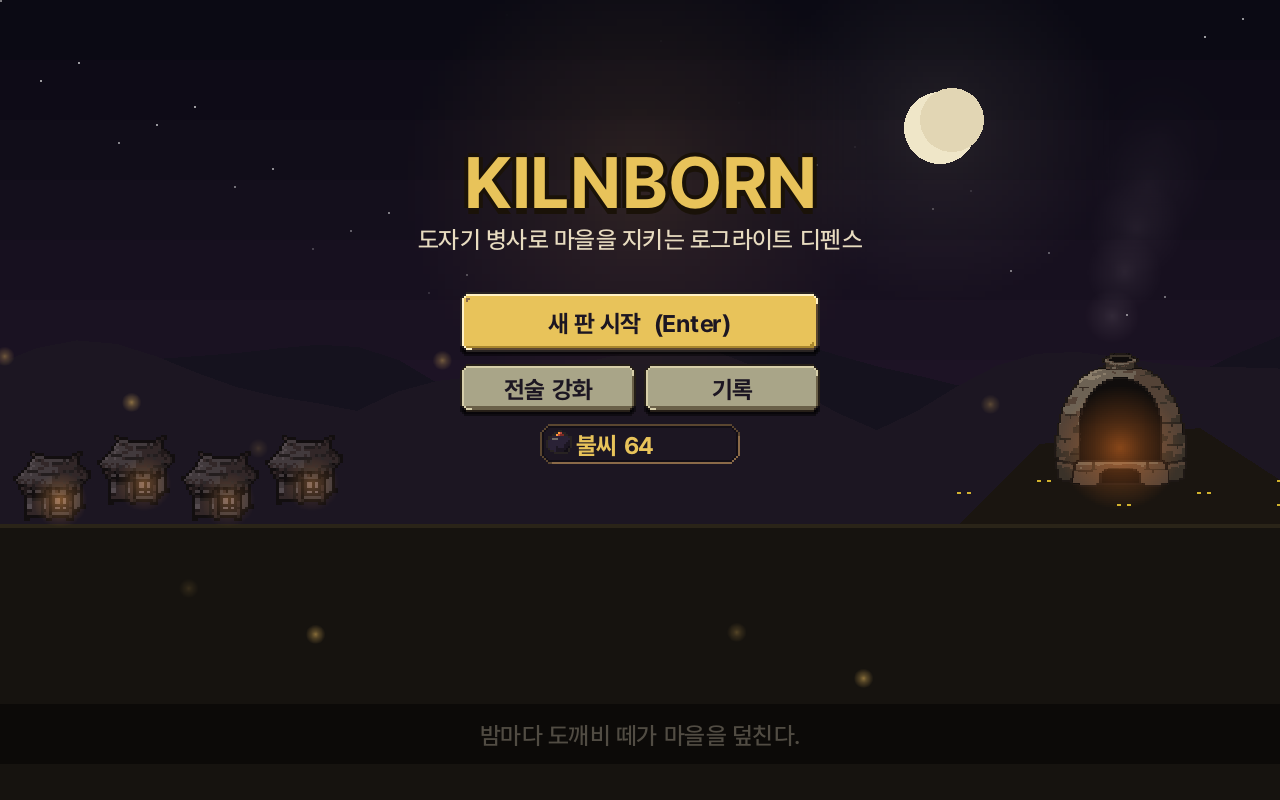 KILNBORN
도자기 병사로 마을을 지키는 로그라이트 디펜스
새 판 시작 (Enter)
전술 강화
기록
불씨 64
밤마다 도깨비 떼가 마을을 덮친다.